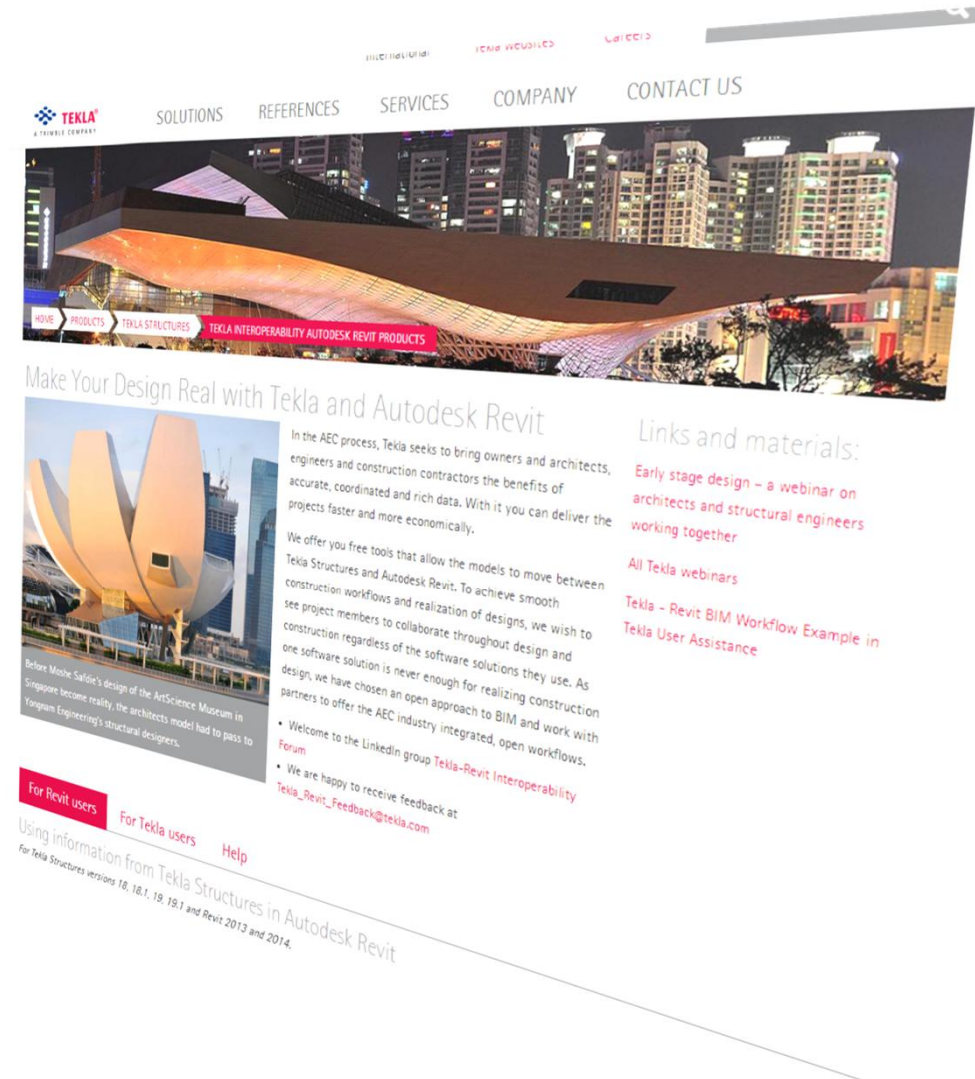 International Tekla Websites Careers
TEKLA®
A TRIMBLE COMPANY
SOLUTIONS REFERENCES SERVICES COMPANY CONTACT US
HOME PRODUCTS TEKLA STRUCTURES TEKLA INTEROPERABILITY AUTODESK REVIT PRODUCTS
Make Your Design Real with Tekla and Autodesk Revit
Before Moshe Safdie's design of the ArtScience Museum in
Singapore become reality, the architects model had to pass to
Yongnam Engineering's structural designers.
In the AEC process, Tekla seeks to bring owners and architects,
engineers and construction contractors the benefits of
accurate, coordinated and rich data. With it you can deliver the
projects faster and more economically.
We offer you free tools that allow the models to move between
Tekla Structures and Autodesk Revit. To achieve smooth
construction workflows and realization of designs, we wish to
see project members to collaborate throughout design and
construction regardless of the software solutions they use. As
one software solution is never enough for realizing construction
design, we have chosen an open approach to BIM and work with
partners to offer the AEC industry integrated, open workflows.
• Welcome to the LinkedIn group Tekla-Revit Interoperability
Forum
• We are happy to receive feedback at
Tekla_Revit_Feedback@tekla.com
Links and materials:
Early stage design – a webinar on
architects and structural engineers
working together
All Tekla webinars
Tekla - Revit BIM Workflow Example in
Tekla User Assistance
For Revit users For Tekla users Help
Using information from Tekla Structures in Autodesk Revit
For Tekla Structures versions 18, 18.1, 19, 19.1 and Revit 2013 and 2014.